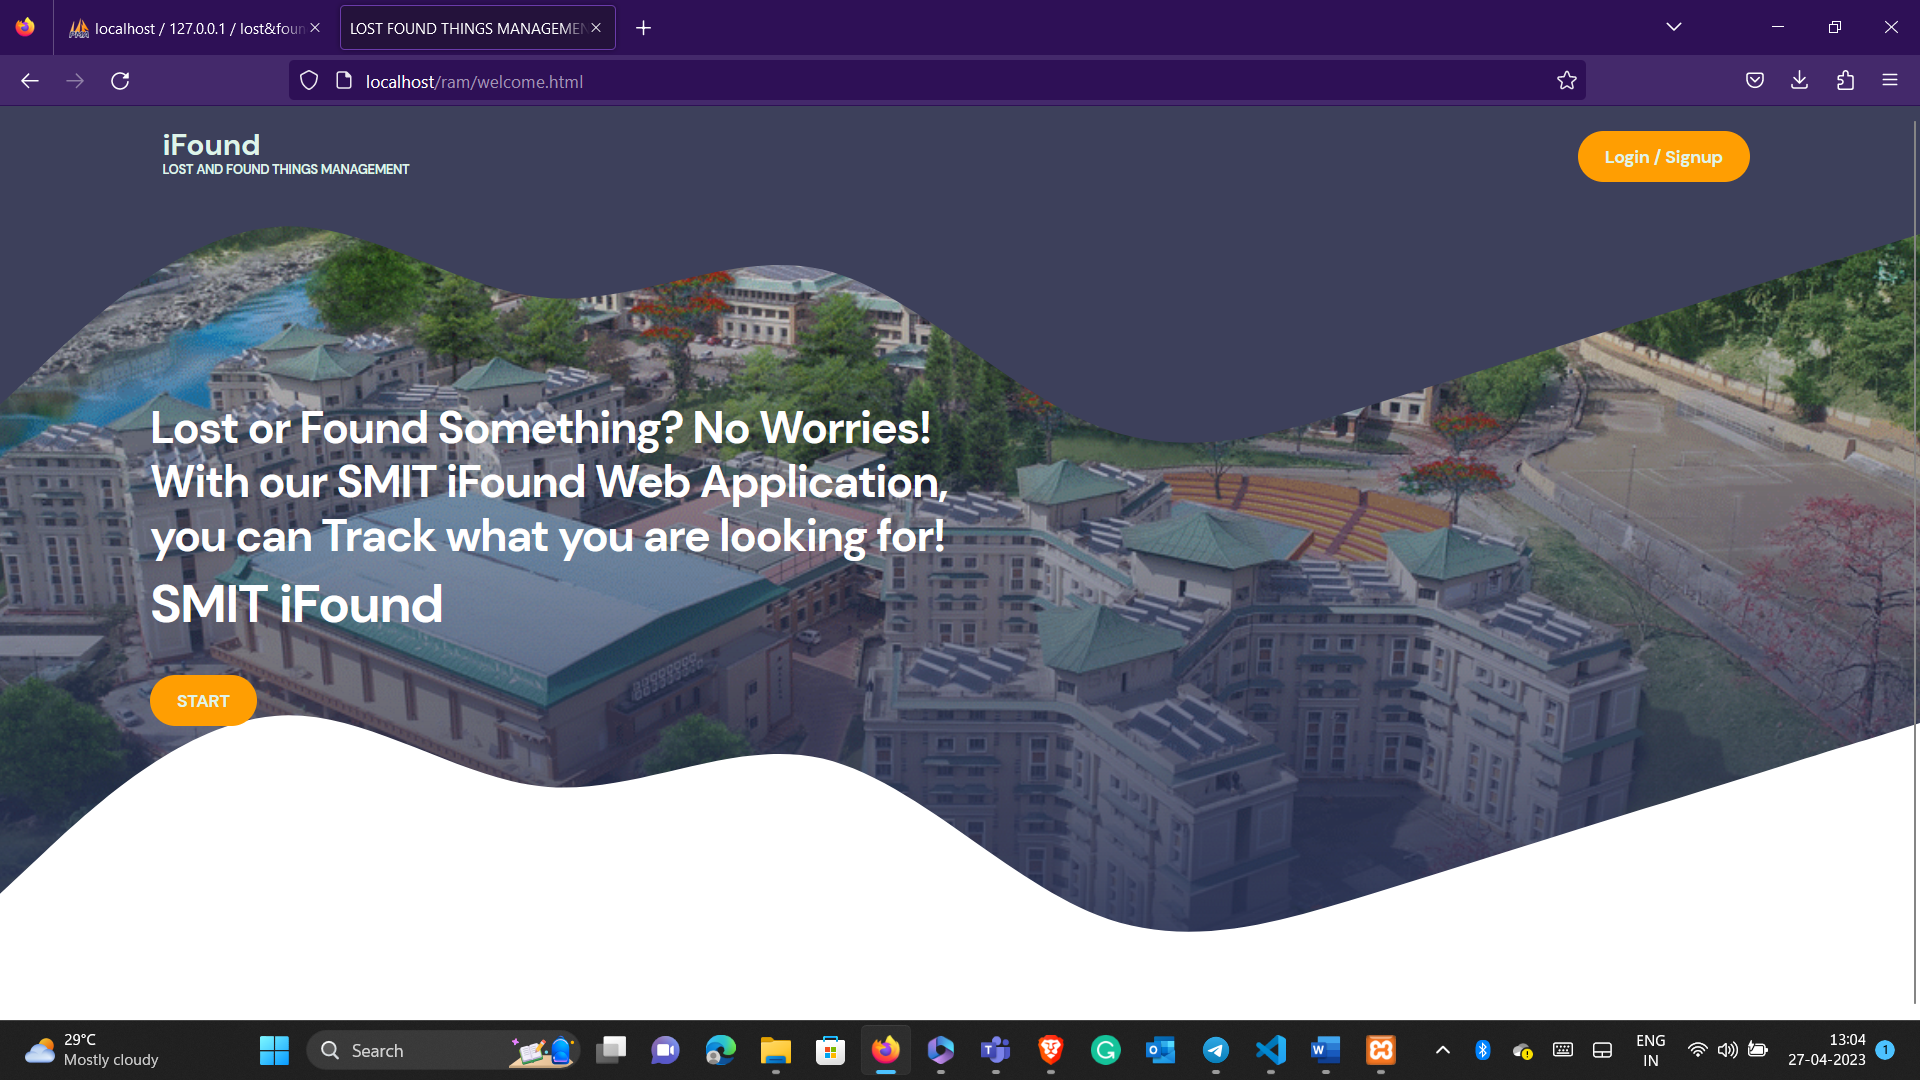 localhost / 127.0.0.1 / lost&foun
LOST FOUND THINGS MANAGEMEN
localhost/ram/welcome.html
iFound
LOST AND FOUND THINGS MANAGEMENT
Login / Signup
Lost or Found Something? No Worries!
With our SMIT iFound Web Application,
you can Track what you are looking for!
SMIT iFound
START
29°C
Mostly cloudy
Search
ENG
IN
13:04
27-04-2023
1